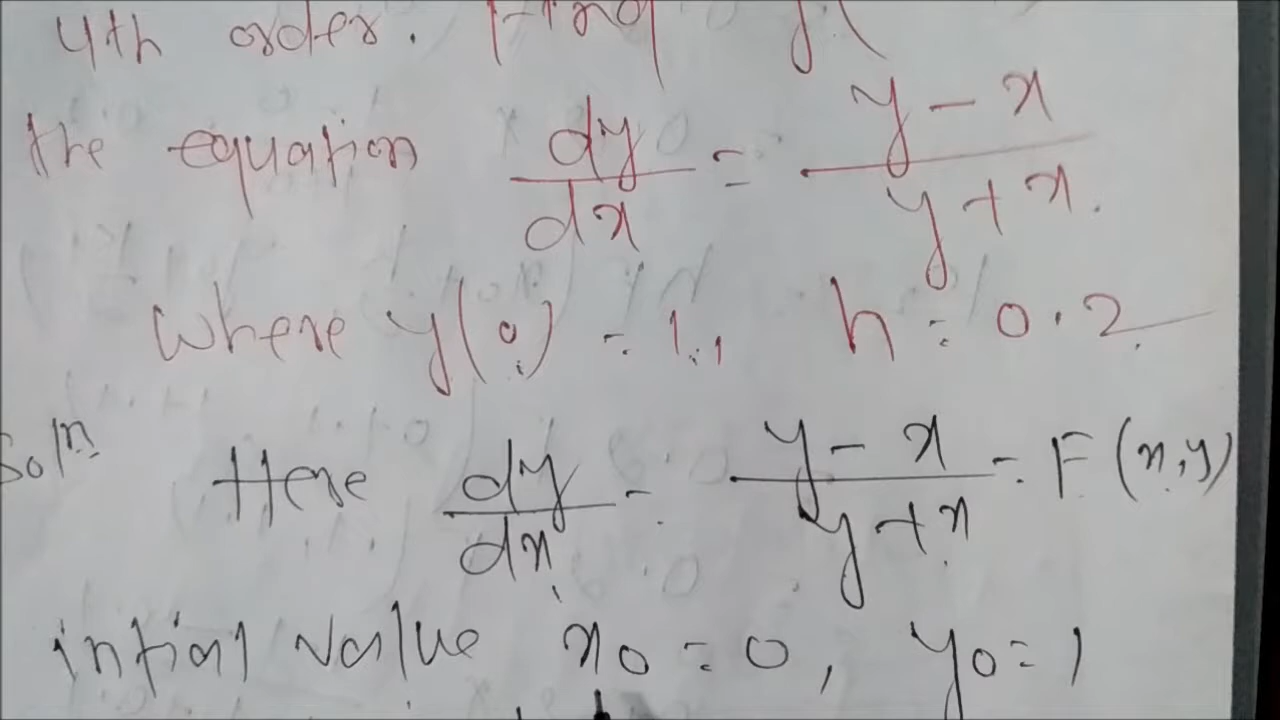 4th order. Find y(
the equation dy/dx = y - x / y + x.
where y(0) = 1, h = 0.2
Soln Here dy/dx = y - x / y + x = F(x, y)
intial value x0 = 0, y0 = 1